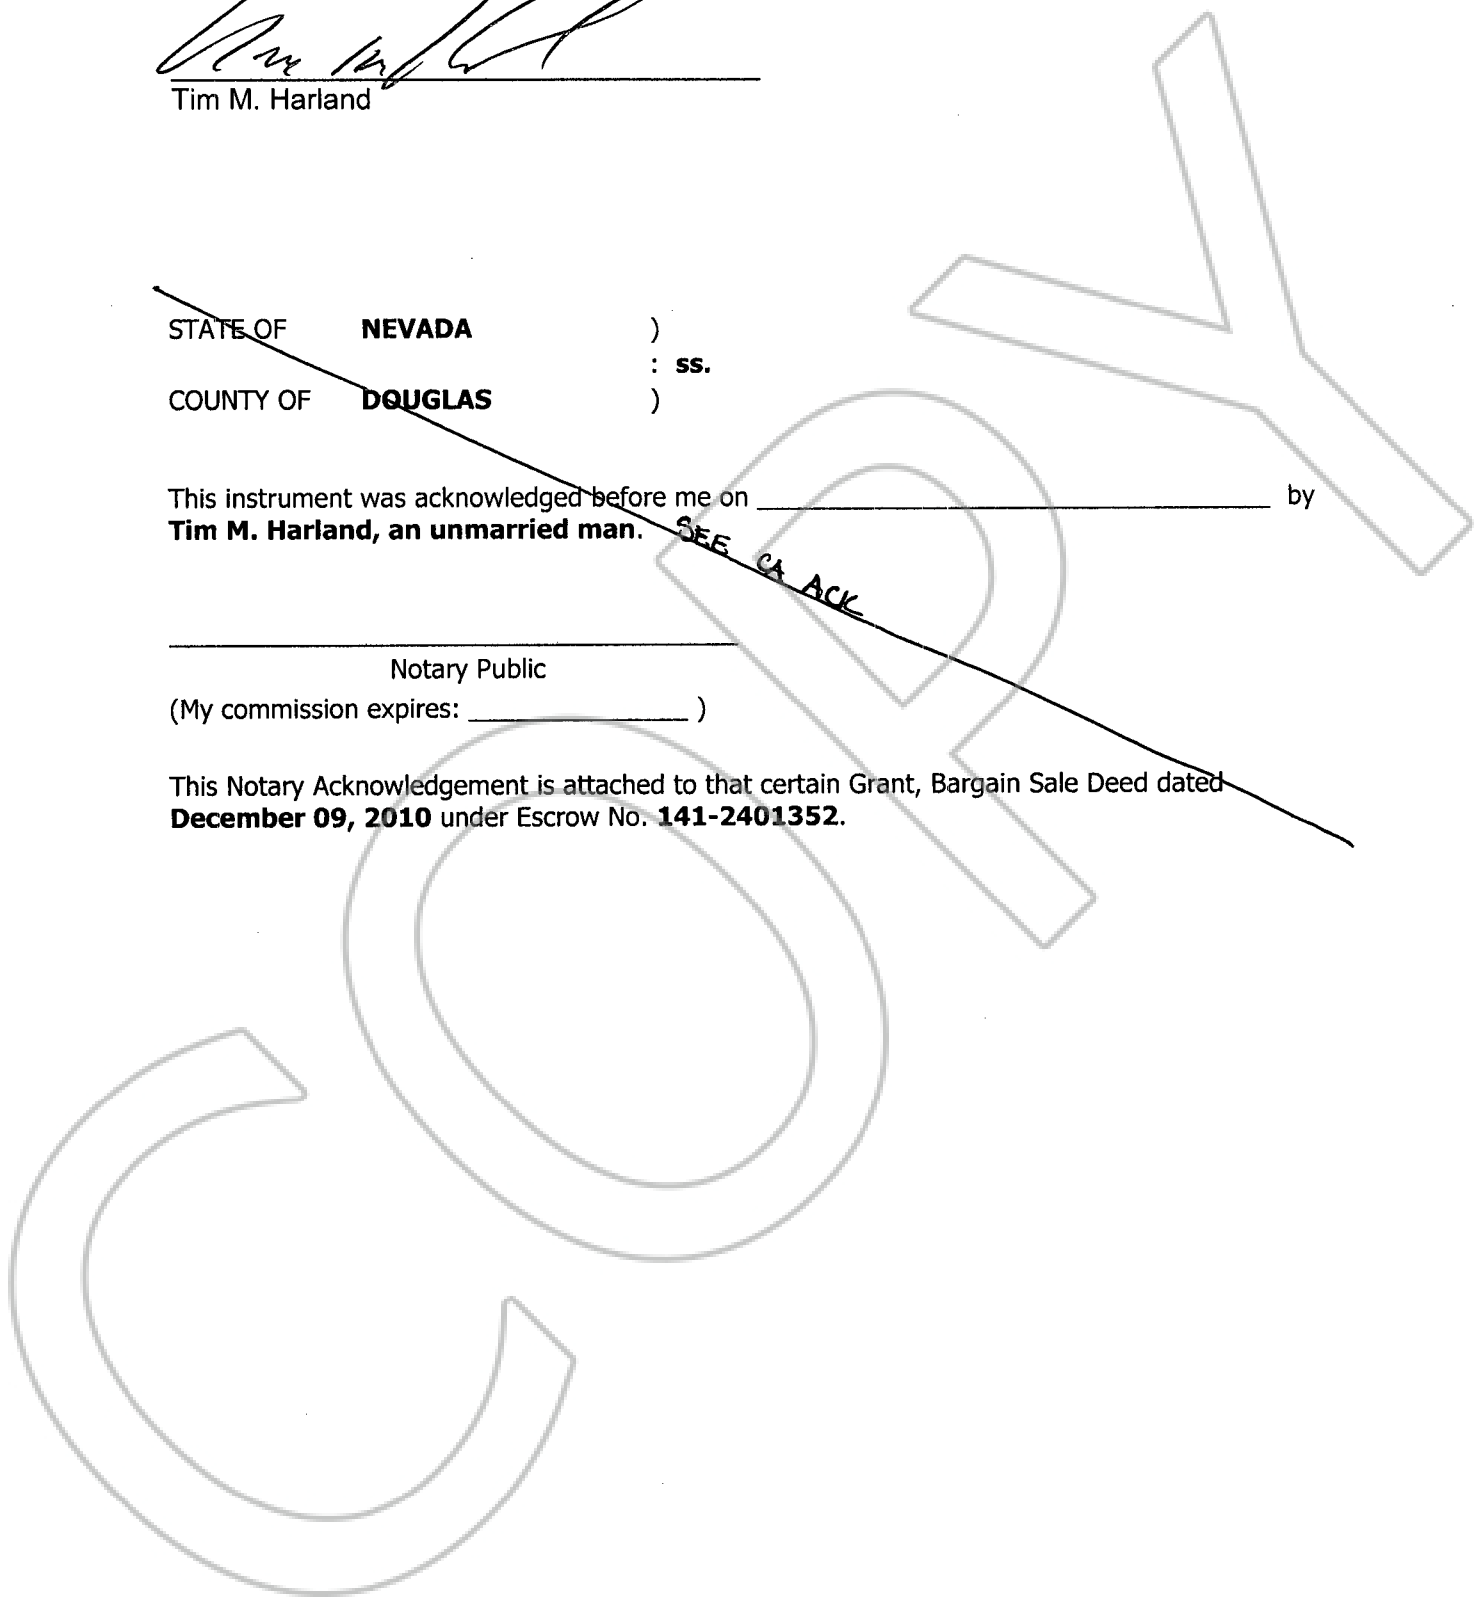 Tim M. Harland
STATE OF NEVADA )
: ss.
COUNTY OF DOUGLAS )
This instrument was acknowledged before me on ____________________ by
Tim M. Harland, an unmarried man.
SEE CA ACK
Notary Public
(My commission expires: ____________ )
This Notary Acknowledgement is attached to that certain Grant, Bargain Sale Deed dated
December 09, 2010 under Escrow No. 141-2401352.
COPY